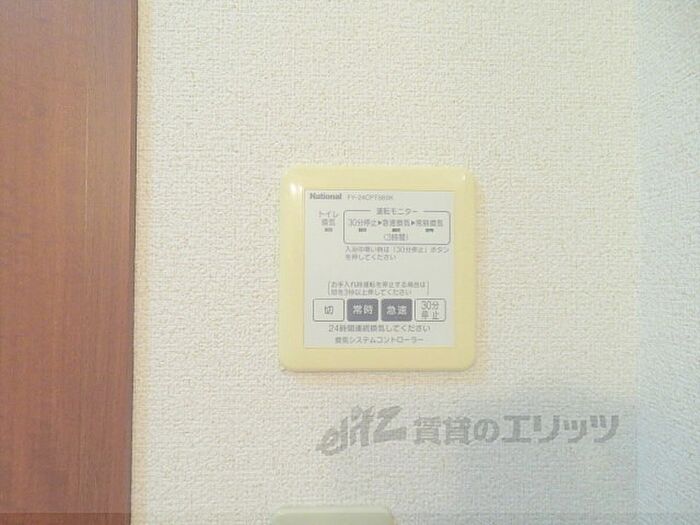 National FY-24CPTS8SK
運転モニター
トイレ
換気
30分停止▶急速換気▶常時換気
(3時間)
入浴中寒い時は「30分停止」ボタン
を押してください
お手入れ時運転を停止する場合は
切を3秒以上押してください
切 常時 急速 30分
停止
24時間連続換気してください
換気システムコントローラー
elitz 賃貸のエリッツ